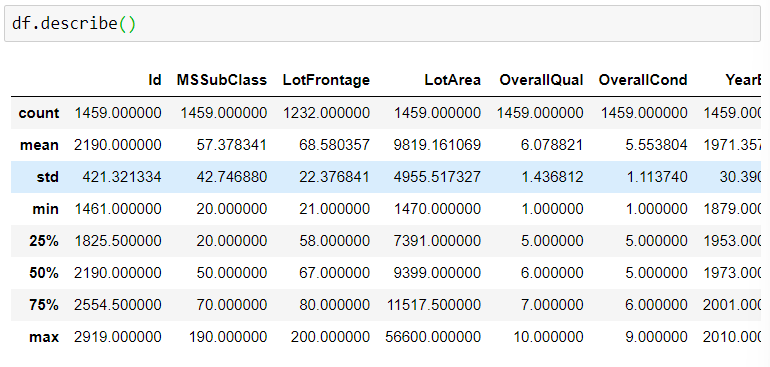 df.describe()
Id MSSubClass LotFrontage LotArea OverallQual OverallCond
count 1459.000000 1459.000000 1232.000000 1459.000000 1459.000000 1459.000000 1459.000
mean 2190.000000 57.378341 68.580357 9819.161069 6.078821 5.553804 1971.357
std 421.321334 42.746880 22.376841 4955.517327 1.436812 1.113740 30.390
min 1461.000000 20.000000 21.000000 1470.000000 1.000000 1.000000 1879.000
25% 1825.500000 20.000000 58.000000 7391.000000 5.000000 5.000000 1953.000
50% 2190.000000 50.000000 67.000000 9399.000000 6.000000 5.000000 1973.000
75% 2554.500000 70.000000 80.000000 11517.500000 7.000000 6.000000 2001.000
max 2919.000000 190.000000 200.000000 56600.000000 10.000000 9.000000 2010.000